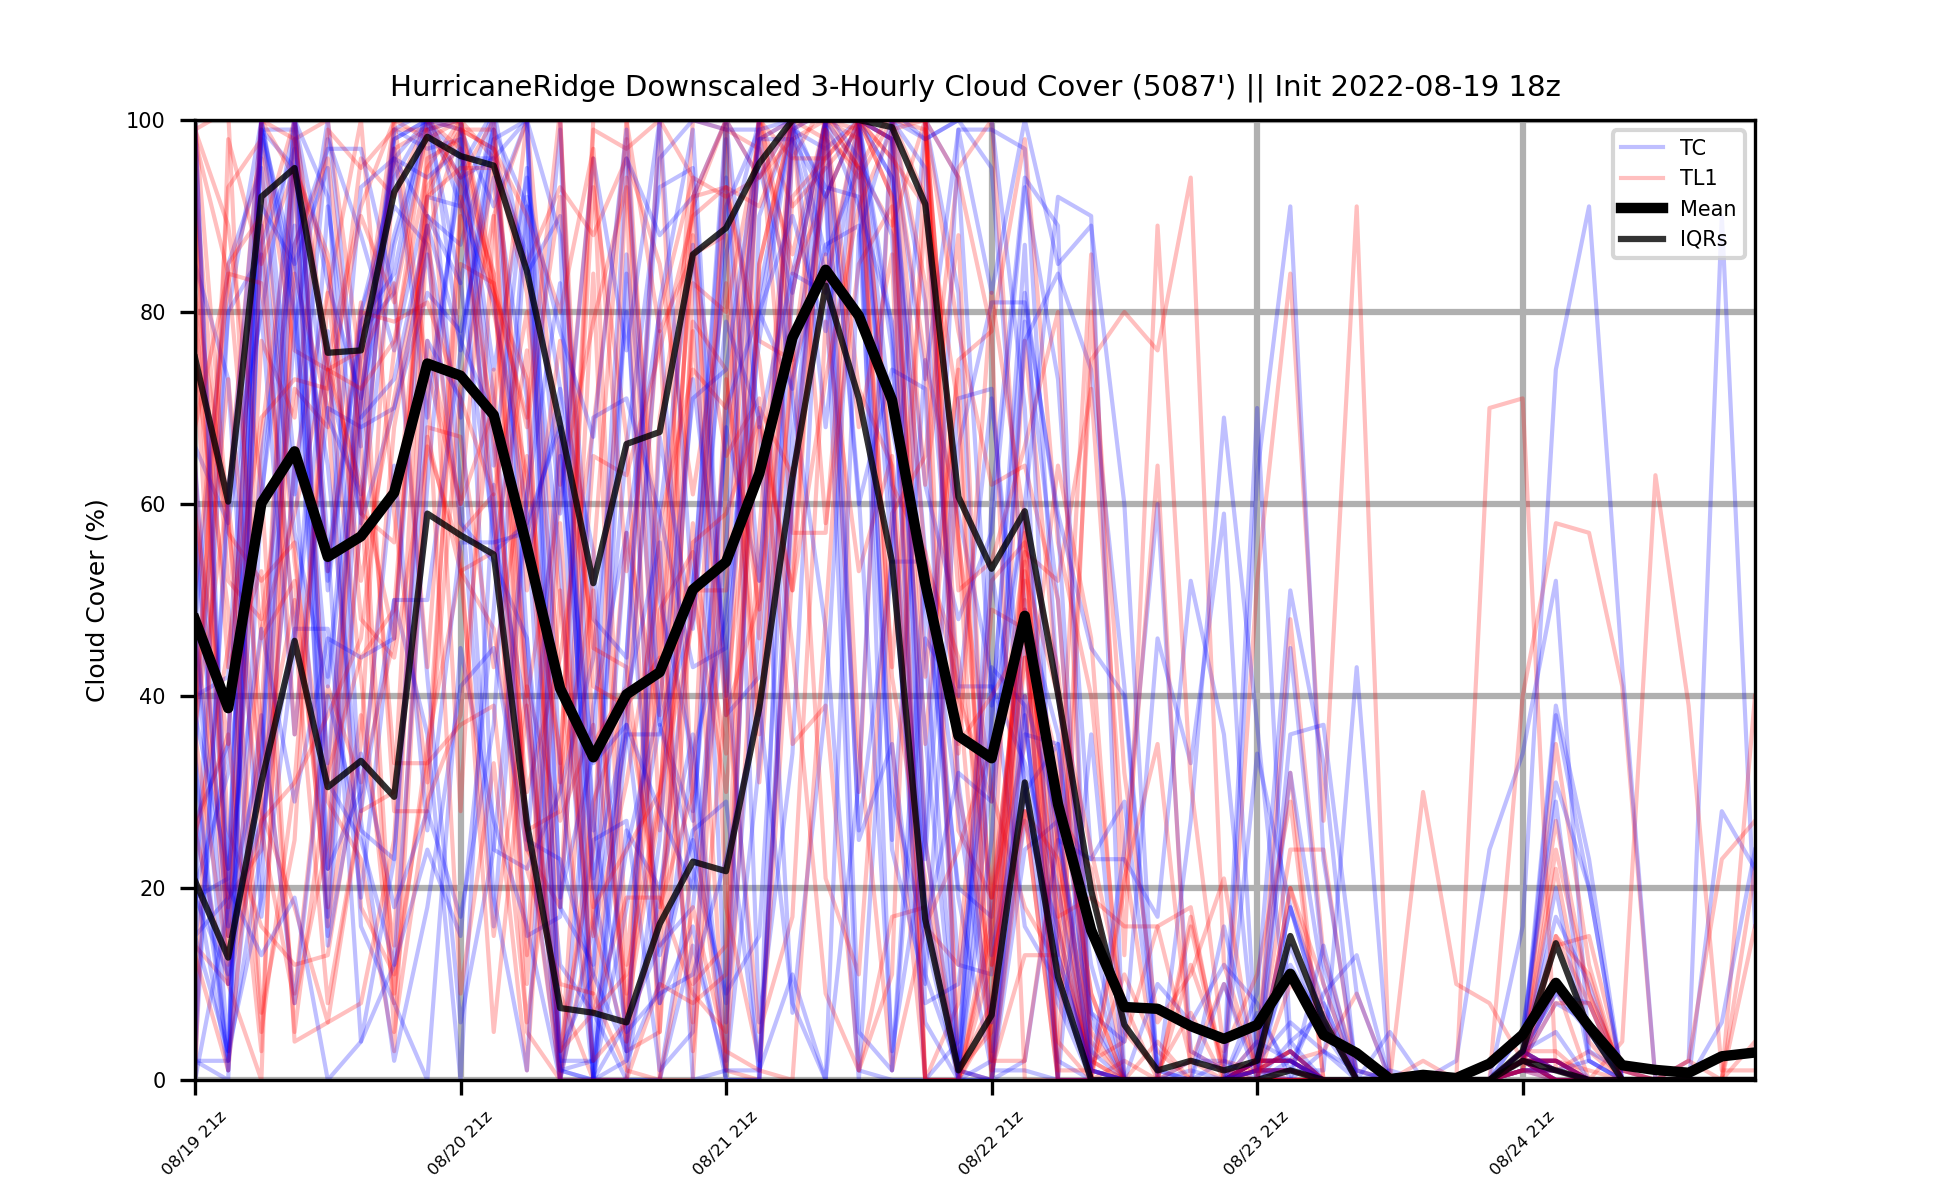 HurricaneRidge Downscaled 3-Hourly Cloud Cover (5087') || Init 2022-08-19 18z
TC
TL1
Mean
IQRs
Cloud Cover (%)
100
80
60
40
20
0
08/19 21z
08/20 21z
08/21 21z
08/22 21z
08/23 21z
08/24 21z